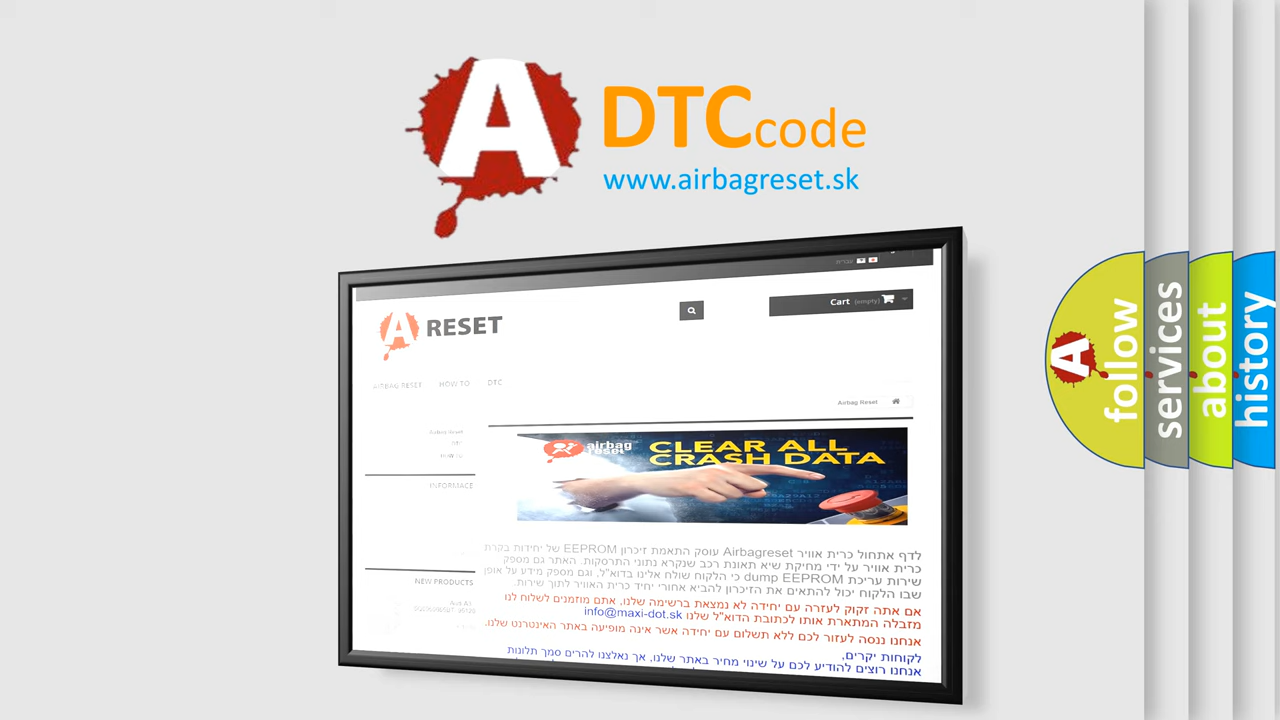 A
DTCcode
www.airbagreset.sk
עברית
A RESET
Cart (empty)
AIRBAG RESET HOW TO DTC
Airbag Reset
Airbag Reset
DTC
HOW TO
INFORMACE
NEW PRODUCTS
airbag
reset
CLEAR ALL
CRASH DATA
לדף אתחול כרית אוויר Airbagreset עוסק התאמת זיכרון EEPROM של יחידות בקרת
כרית אוויר על ידי מחיקת שיא תאונת רכב שנקרא נתוני התרסקות. האתר גם מספק
שירות עריכת dump EEPROM כי הלקוח שולח אלינו בדוא"ל, וגם מספק מידע על אופן
שבו הלקוח יכול להתאים את הזיכרון להביא אחורי יחיד כרית האוויר לתוך שירות.
אם אתה זקוק לעזרה עם יחידה לא נמצאת ברשימה שלנו, אתם מוזמנים לשלוח לנו
מזבלה המתארת אותו לכתובת הדוא"ל שלנו info@maxi-dot.sk
אנחנו ננסה לעזור לכם ללא תשלום עם יחידה אשר אינה מופיעה באתר האינטרנט שלנו.
לקוחות יקרים,
אנחנו רוצים להודיע לכם על שינוי מחיר באתר שלנו, אך נאלצנו להרים סמך תלונות
A follow
services
about
history